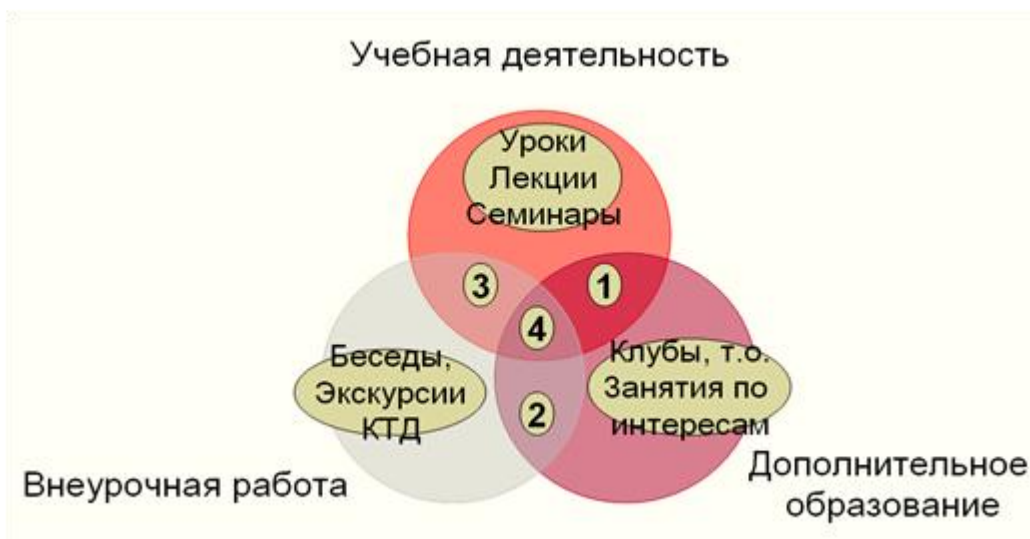 Учебная деятельность
Уроки
Лекции
Семинары
3
1
4
Беседы,
Экскурсии
КТД
Клубы, т.о.
Занятия по
интересам
2
Внеурочная работа
Дополнительное
образование